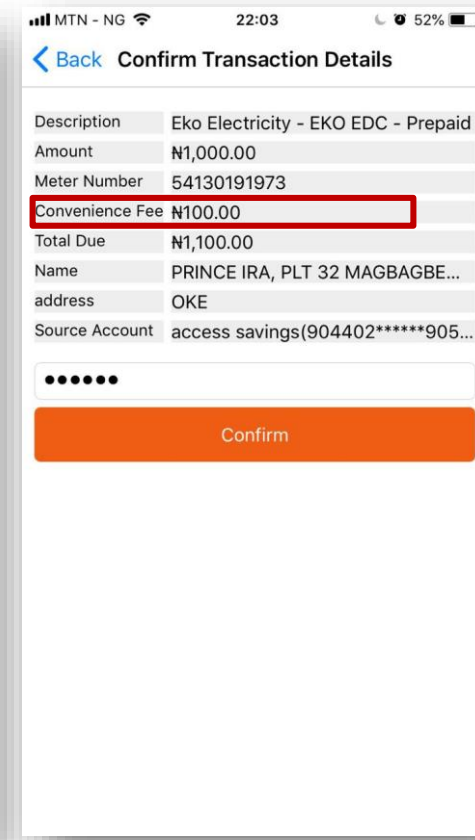 MTN - NG 22:03 52%
Back Confirm Transaction Details
Description Eko Electricity - EKO EDC - Prepaid
Amount ₦1,000.00
Meter Number 54130191973
Convenience Fee ₦100.00
Total Due ₦1,100.00
Name PRINCE IRA, PLT 32 MAGBAGBE...
address OKE
Source Account access savings(904402******905...
••••••
Confirm